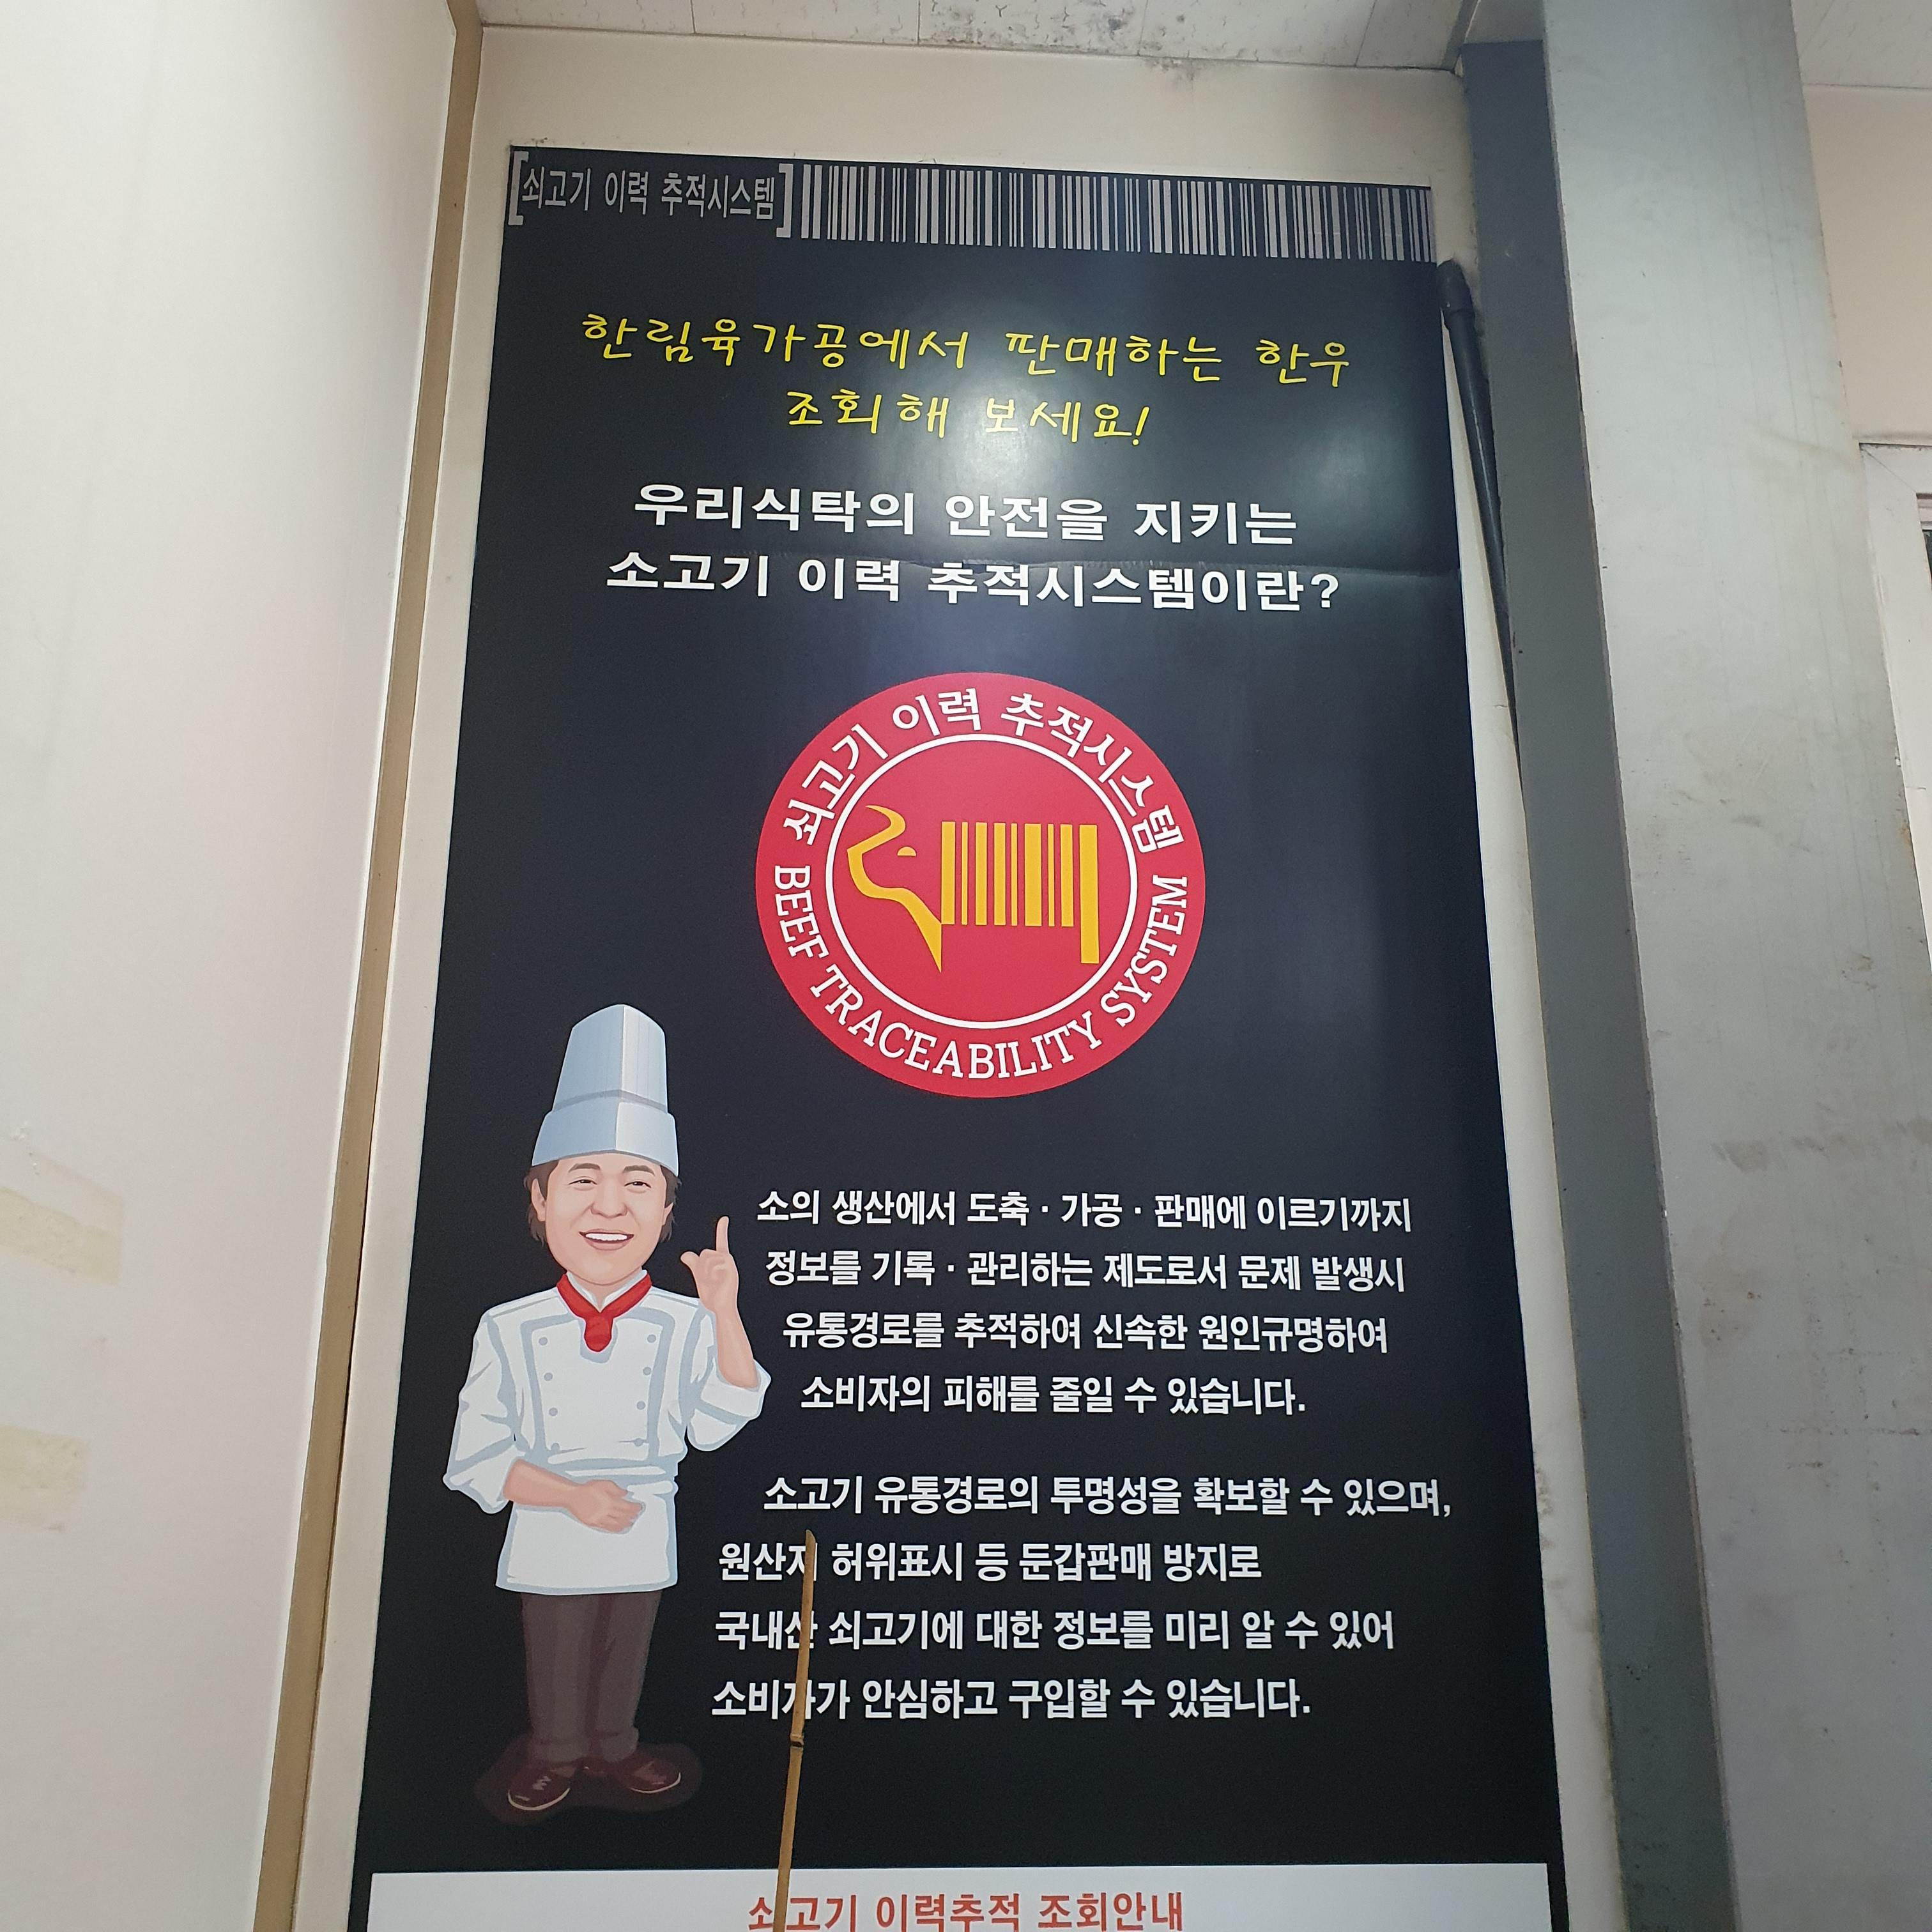 [쇠고기 이력 추적시스템]
한림육가공에서 판매하는 한우
조회해 보세요!
우리식탁의 안전을 지키는
소고기 이력 추적시스템이란?
쇠고기 이력 추적시스템
BEEF TRACEABILITY SYSTEM
소의 생산에서 도축 · 가공 · 판매에 이르기까지
정보를 기록 · 관리하는 제도로서 문제 발생시
유통경로를 추적하여 신속한 원인규명하여
소비자의 피해를 줄일 수 있습니다.
소고기 유통경로의 투명성을 확보할 수 있으며,
원산지 허위표시 등 둔갑판매 방지로
국내산 쇠고기에 대한 정보를 미리 알 수 있어
소비자가 안심하고 구입할 수 있습니다.
소고기 이력추적 조회안내